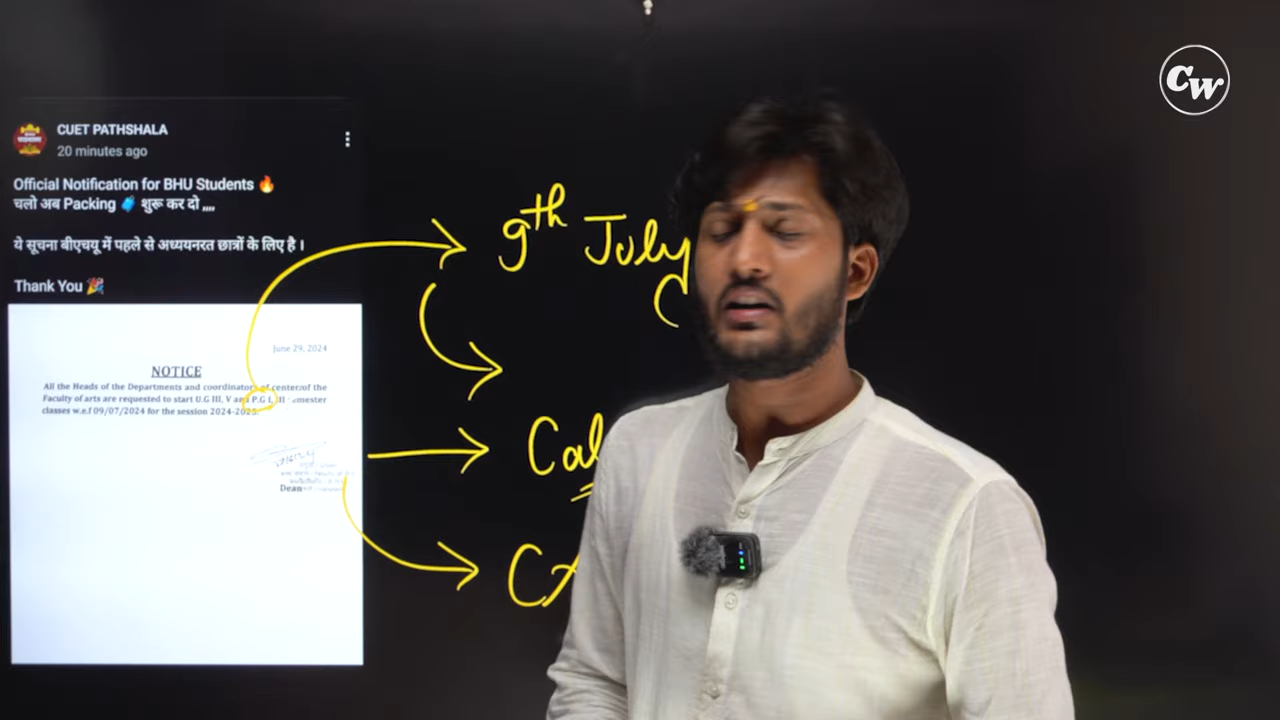 CW
CUET PATHSHALA
20 minutes ago
Official Notification for BHU Students 🔥
चलो अब Packing 🧳 शुरू कर दो ,,,,
ये सूचना बीएचयू में पहले से अध्ययनरत छात्रों के लिए है ।
Thank You 🎉
June 29, 2024
NOTICE
All the Heads of the Departments and coordinators of center of the
Faculty of arts are requested to start U.G III, V and P.G I, III semester
classes w.e.f 09/07/2024 for the session 2024-2025.
Dean
9th July
Cal